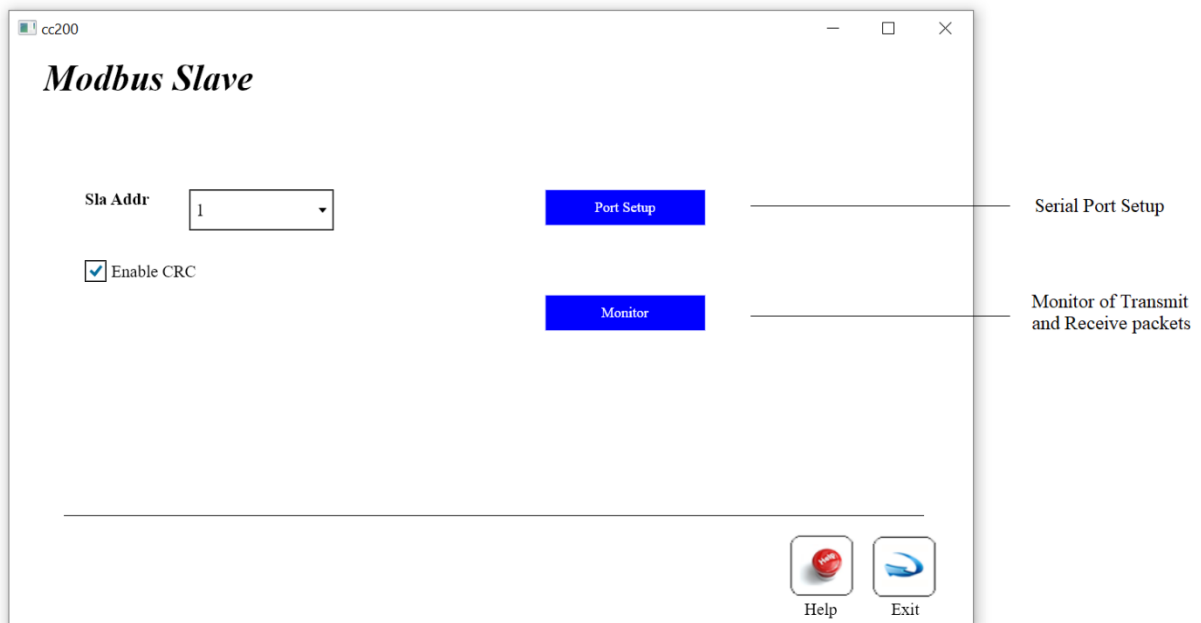 cc200
Modbus Slave
Sla Addr
1
Port Setup
Serial Port Setup
Enable CRC
Monitor
Monitor of Transmit
and Receive packets
Help
Help
Exit